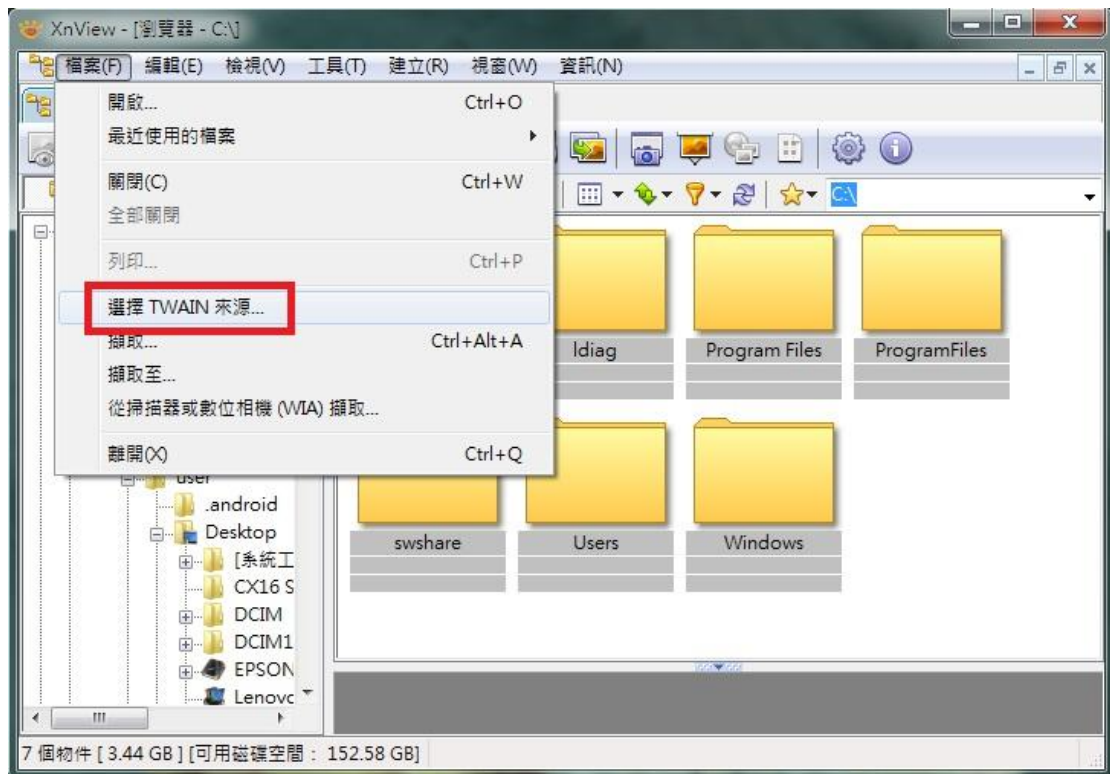 XnView - [瀏覽器 - C:\]
檔案(F) 編輯(E) 檢視(V) 工具(T) 建立(R) 視窗(W) 資訊(N)
開啟... Ctrl+O
最近使用的檔案
關閉(C) Ctrl+W
全部關閉
列印... Ctrl+P
選擇 TWAIN 來源...
擷取... Ctrl+Alt+A
擷取至...
從掃描器或數位相機 (WIA) 擷取...
離開(X) Ctrl+Q
C:\
ldiag Program Files ProgramFiles
swshare Users Windows
user
.android
Desktop
[系統工
CX16 S
DCIM
DCIM1
EPSON
Lenovc
7 個物件 [ 3.44 GB ] [可用磁碟空間： 152.58 GB]